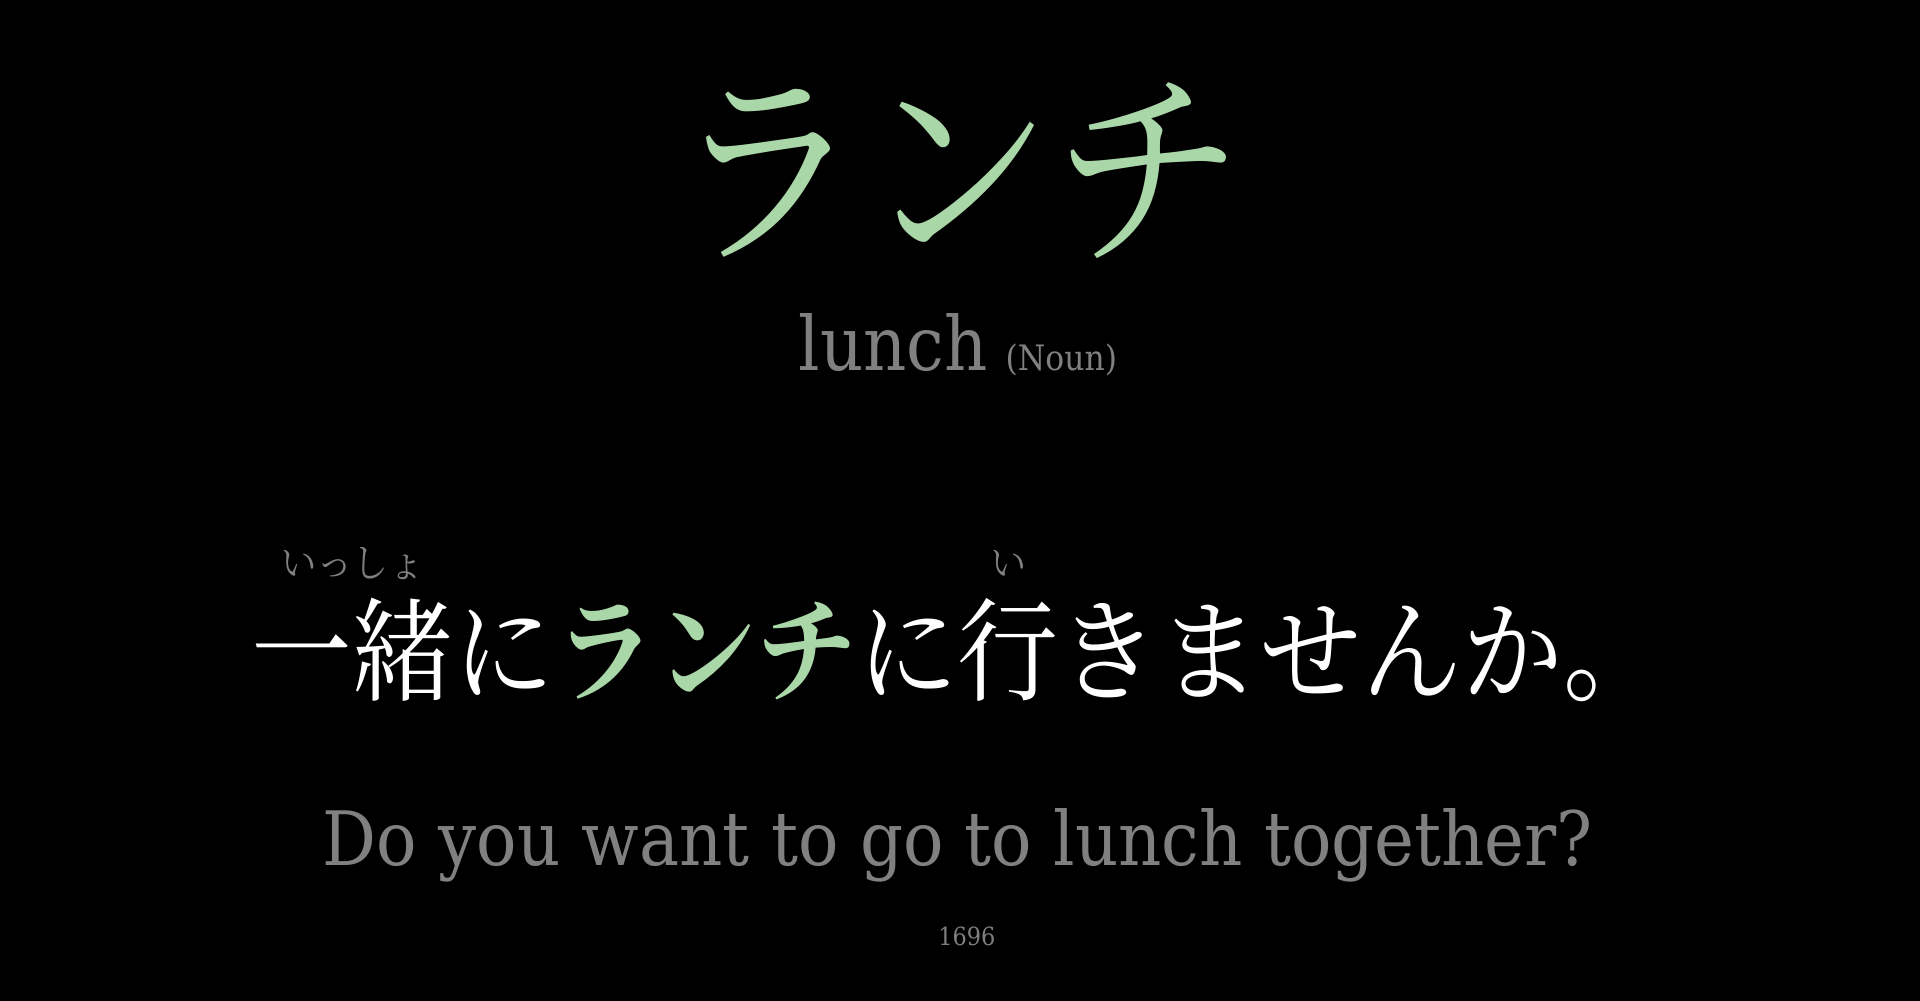 ランチ
lunch (Noun)
いっしょ い
一緒にランチに行きませんか。
Do you want to go to lunch together?
1696